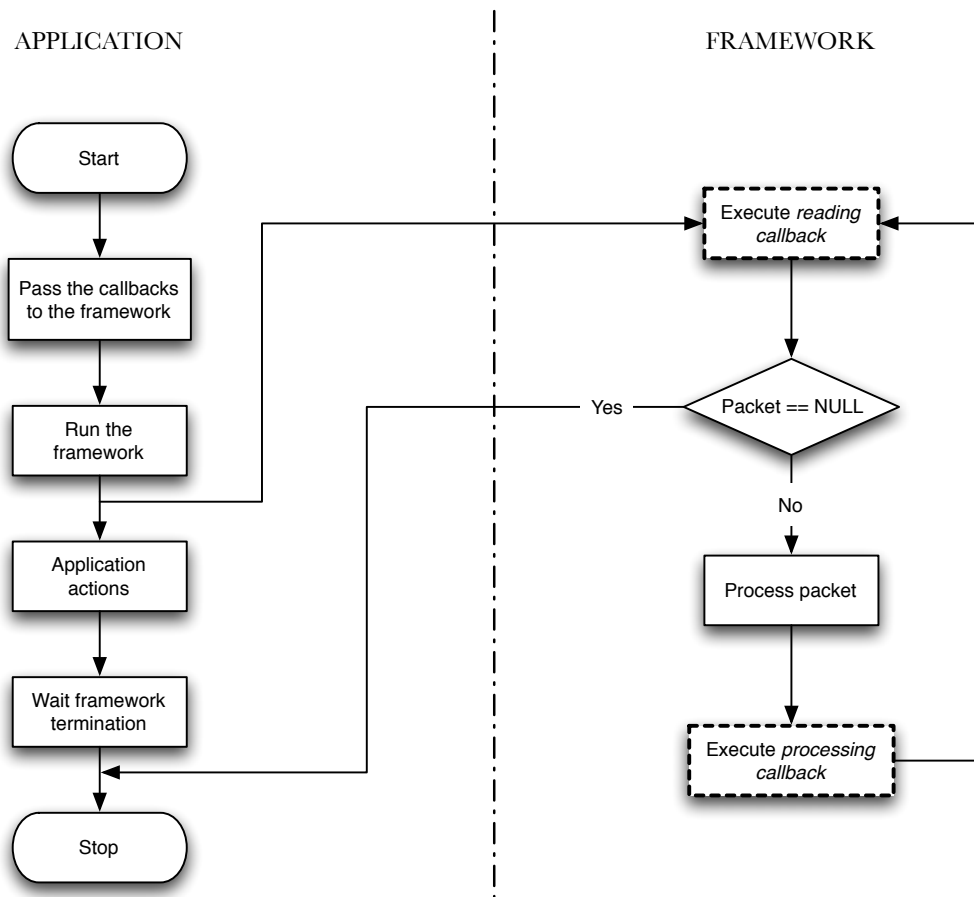 APPLICATION
FRAMEWORK
Start
Pass the callbacks
to the framework
Run the
framework
Application
actions
Wait framework
termination
Stop
Execute reading
callback
Packet == NULL
Yes
No
Process packet
Execute processing
callback